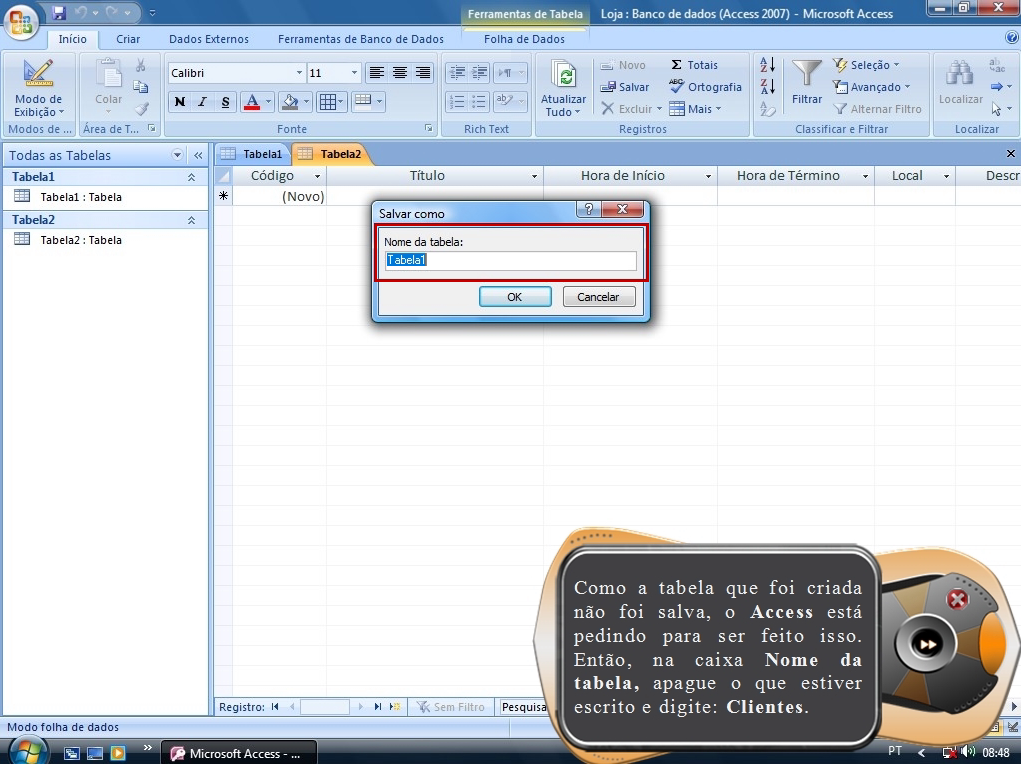 Ferramentas de Tabela
Loja : Banco de dados (Access 2007) - Microsoft Access
Início
Criar
Dados Externos
Ferramentas de Banco de Dados
Folha de Dados
Modo de Exibição
Modos de ...
Colar
Área de T...
Calibri
11
N I S
A
Fonte
ab
Rich Text
Atualizar Tudo
Novo
Salvar
Excluir
Σ Totais
ABC Ortografia
Mais
Registros
A Z
Z A
Filtrar
Seleção
Avançado
Alternar Filtro
Classificar e Filtrar
Localizar
Localizar
Todas as Tabelas
Tabela1
Tabela1 : Tabela
Tabela2
Tabela2 : Tabela
Tabela1
Tabela2
Código
Título
Hora de Início
Hora de Término
Local
Descr
(Novo)
Salvar como
?
Nome da tabela:
Tabela1
OK
Cancelar
Como a tabela que foi criada
não foi salva, o Access está
pedindo para ser feito isso.
Então, na caixa Nome da
tabela, apague o que estiver
escrito e digite: Clientes.
Registro:
Sem Filtro
Pesquisa
Modo folha de dados
Microsoft Access - ...
PT
08:48